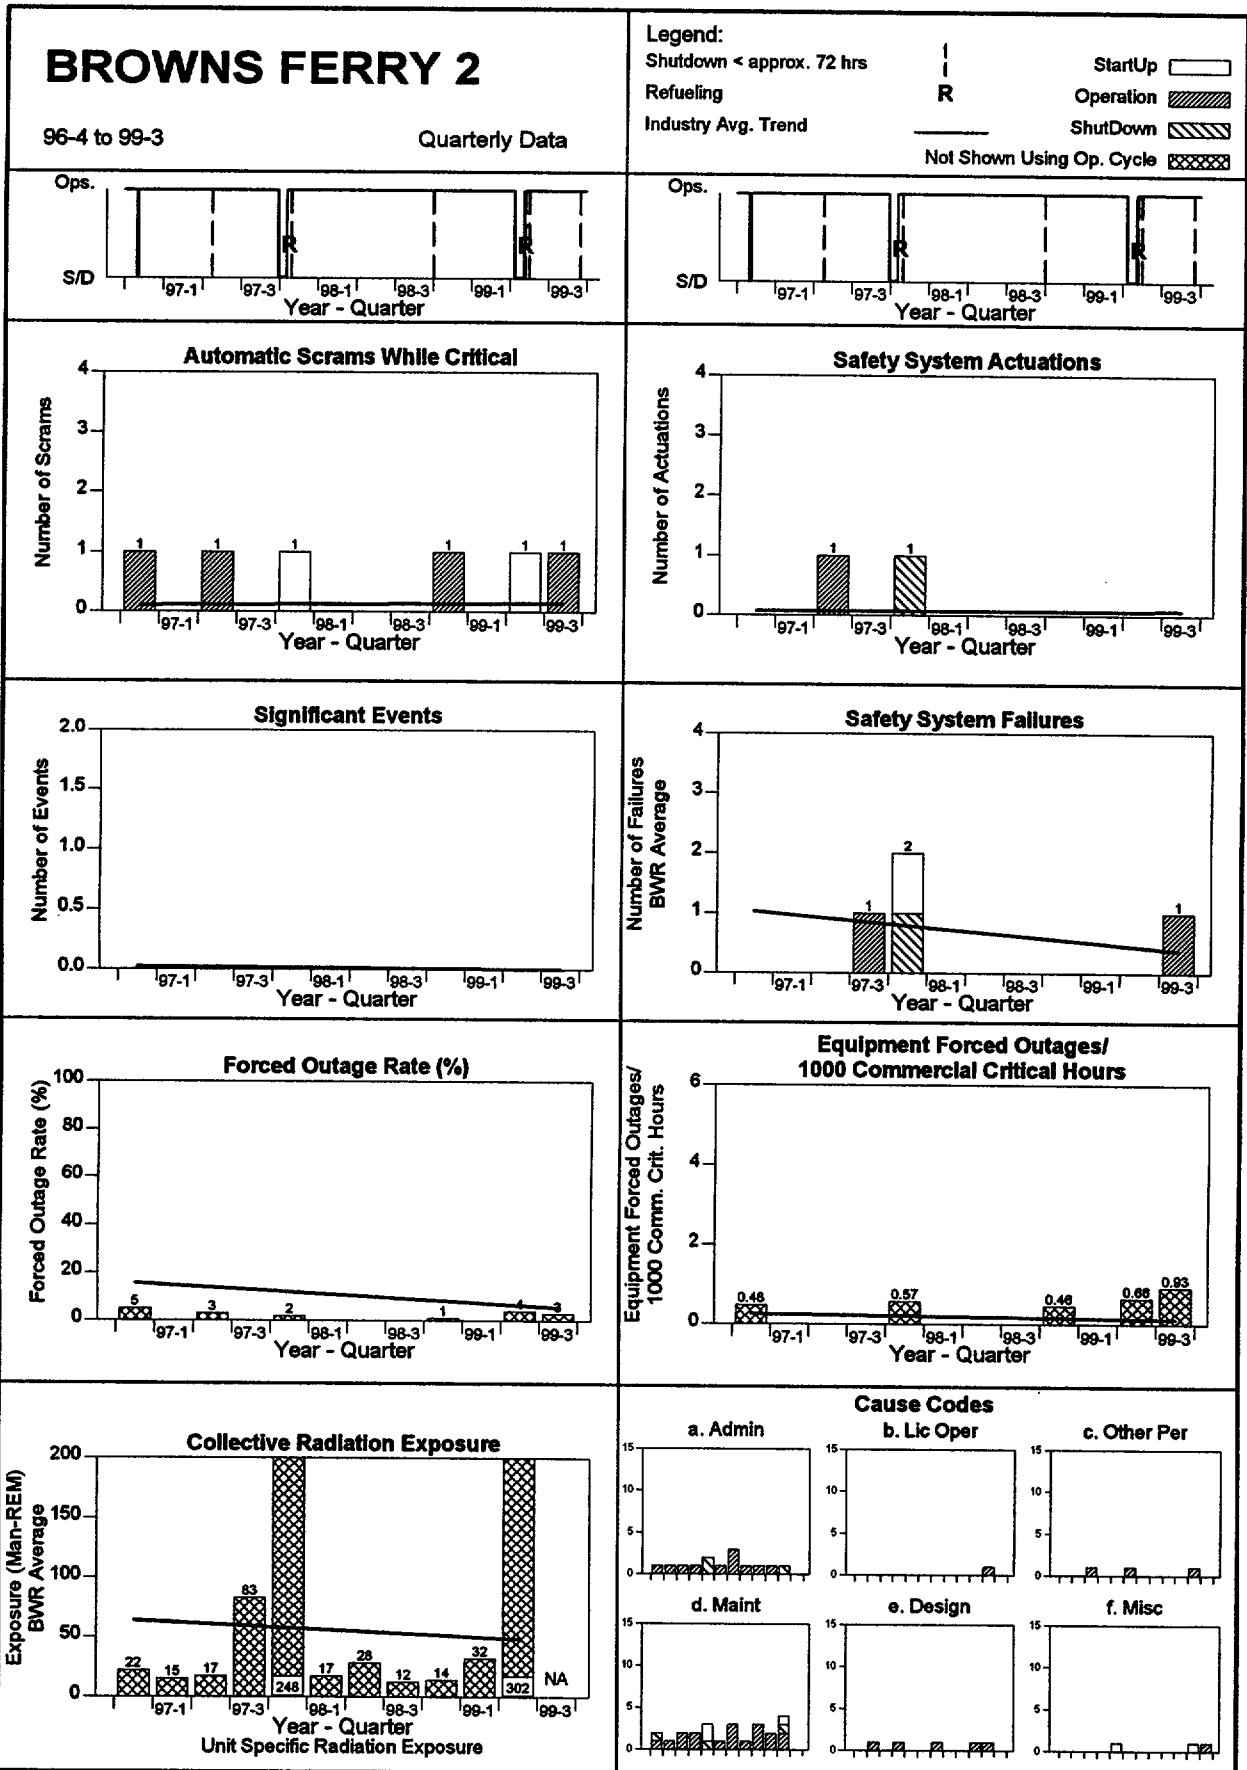 BROWNS FERRY 2
96-4 to 99-3 Quarterly Data
Legend:
Shutdown < approx. 72 hrs
Refueling R
Industry Avg. Trend
StartUp
Operation
ShutDown
Not Shown Using Op. Cycle
Ops.
R R
S/D
97-1 97-3 98-1 98-3 99-1 99-3
Year - Quarter
Ops.
R R
S/D
97-1 97-3 98-1 98-3 99-1 99-3
Year - Quarter
Automatic Scrams While Critical
Number of Scrams
4
3
2
1
0
1 1 1 1 1 1
97-1 97-3 98-1 98-3 99-1 99-3
Year - Quarter
Safety System Actuations
Number of Actuations
4
3
2
1
0
1 1
97-1 97-3 98-1 98-3 99-1 99-3
Year - Quarter
Significant Events
Number of Events
2.0
1.5
1.0
0.5
0.0
97-1 97-3 98-1 98-3 99-1 99-3
Year - Quarter
Safety System Failures
Number of Failures
BWR Average
4
3
2
1
0
1 2 1
97-1 97-3 98-1 98-3 99-1 99-3
Year - Quarter
Forced Outage Rate (%)
Forced Outage Rate (%)
100
80
60
40
20
0
5 3 2 1 4 3
97-1 97-3 98-1 98-3 99-1 99-3
Year - Quarter
Equipment Forced Outages/
1000 Commercial Critical Hours
Equipment Forced Outages/
1000 Comm. Crit. Hours
6
4
2
0
0.57 0.93
97-1 97-3 98-1 98-3 99-1 99-3
Year - Quarter
Collective Radiation Exposure
Exposure (Man-REM)
BWR Average
200
150
100
50
0
22 15 17 83 248 17 28 12 14 32 302 NA
97-1 97-3 98-1 98-3 99-1 99-3
Year - Quarter
Unit Specific Radiation Exposure
Cause Codes
a. Admin
15
10
5
0
b. Lic Oper
15
10
5
0
c. Other Per
15
10
5
0
d. Maint
15
10
5
0
e. Design
15
10
5
0
f. Misc
15
10
5
0